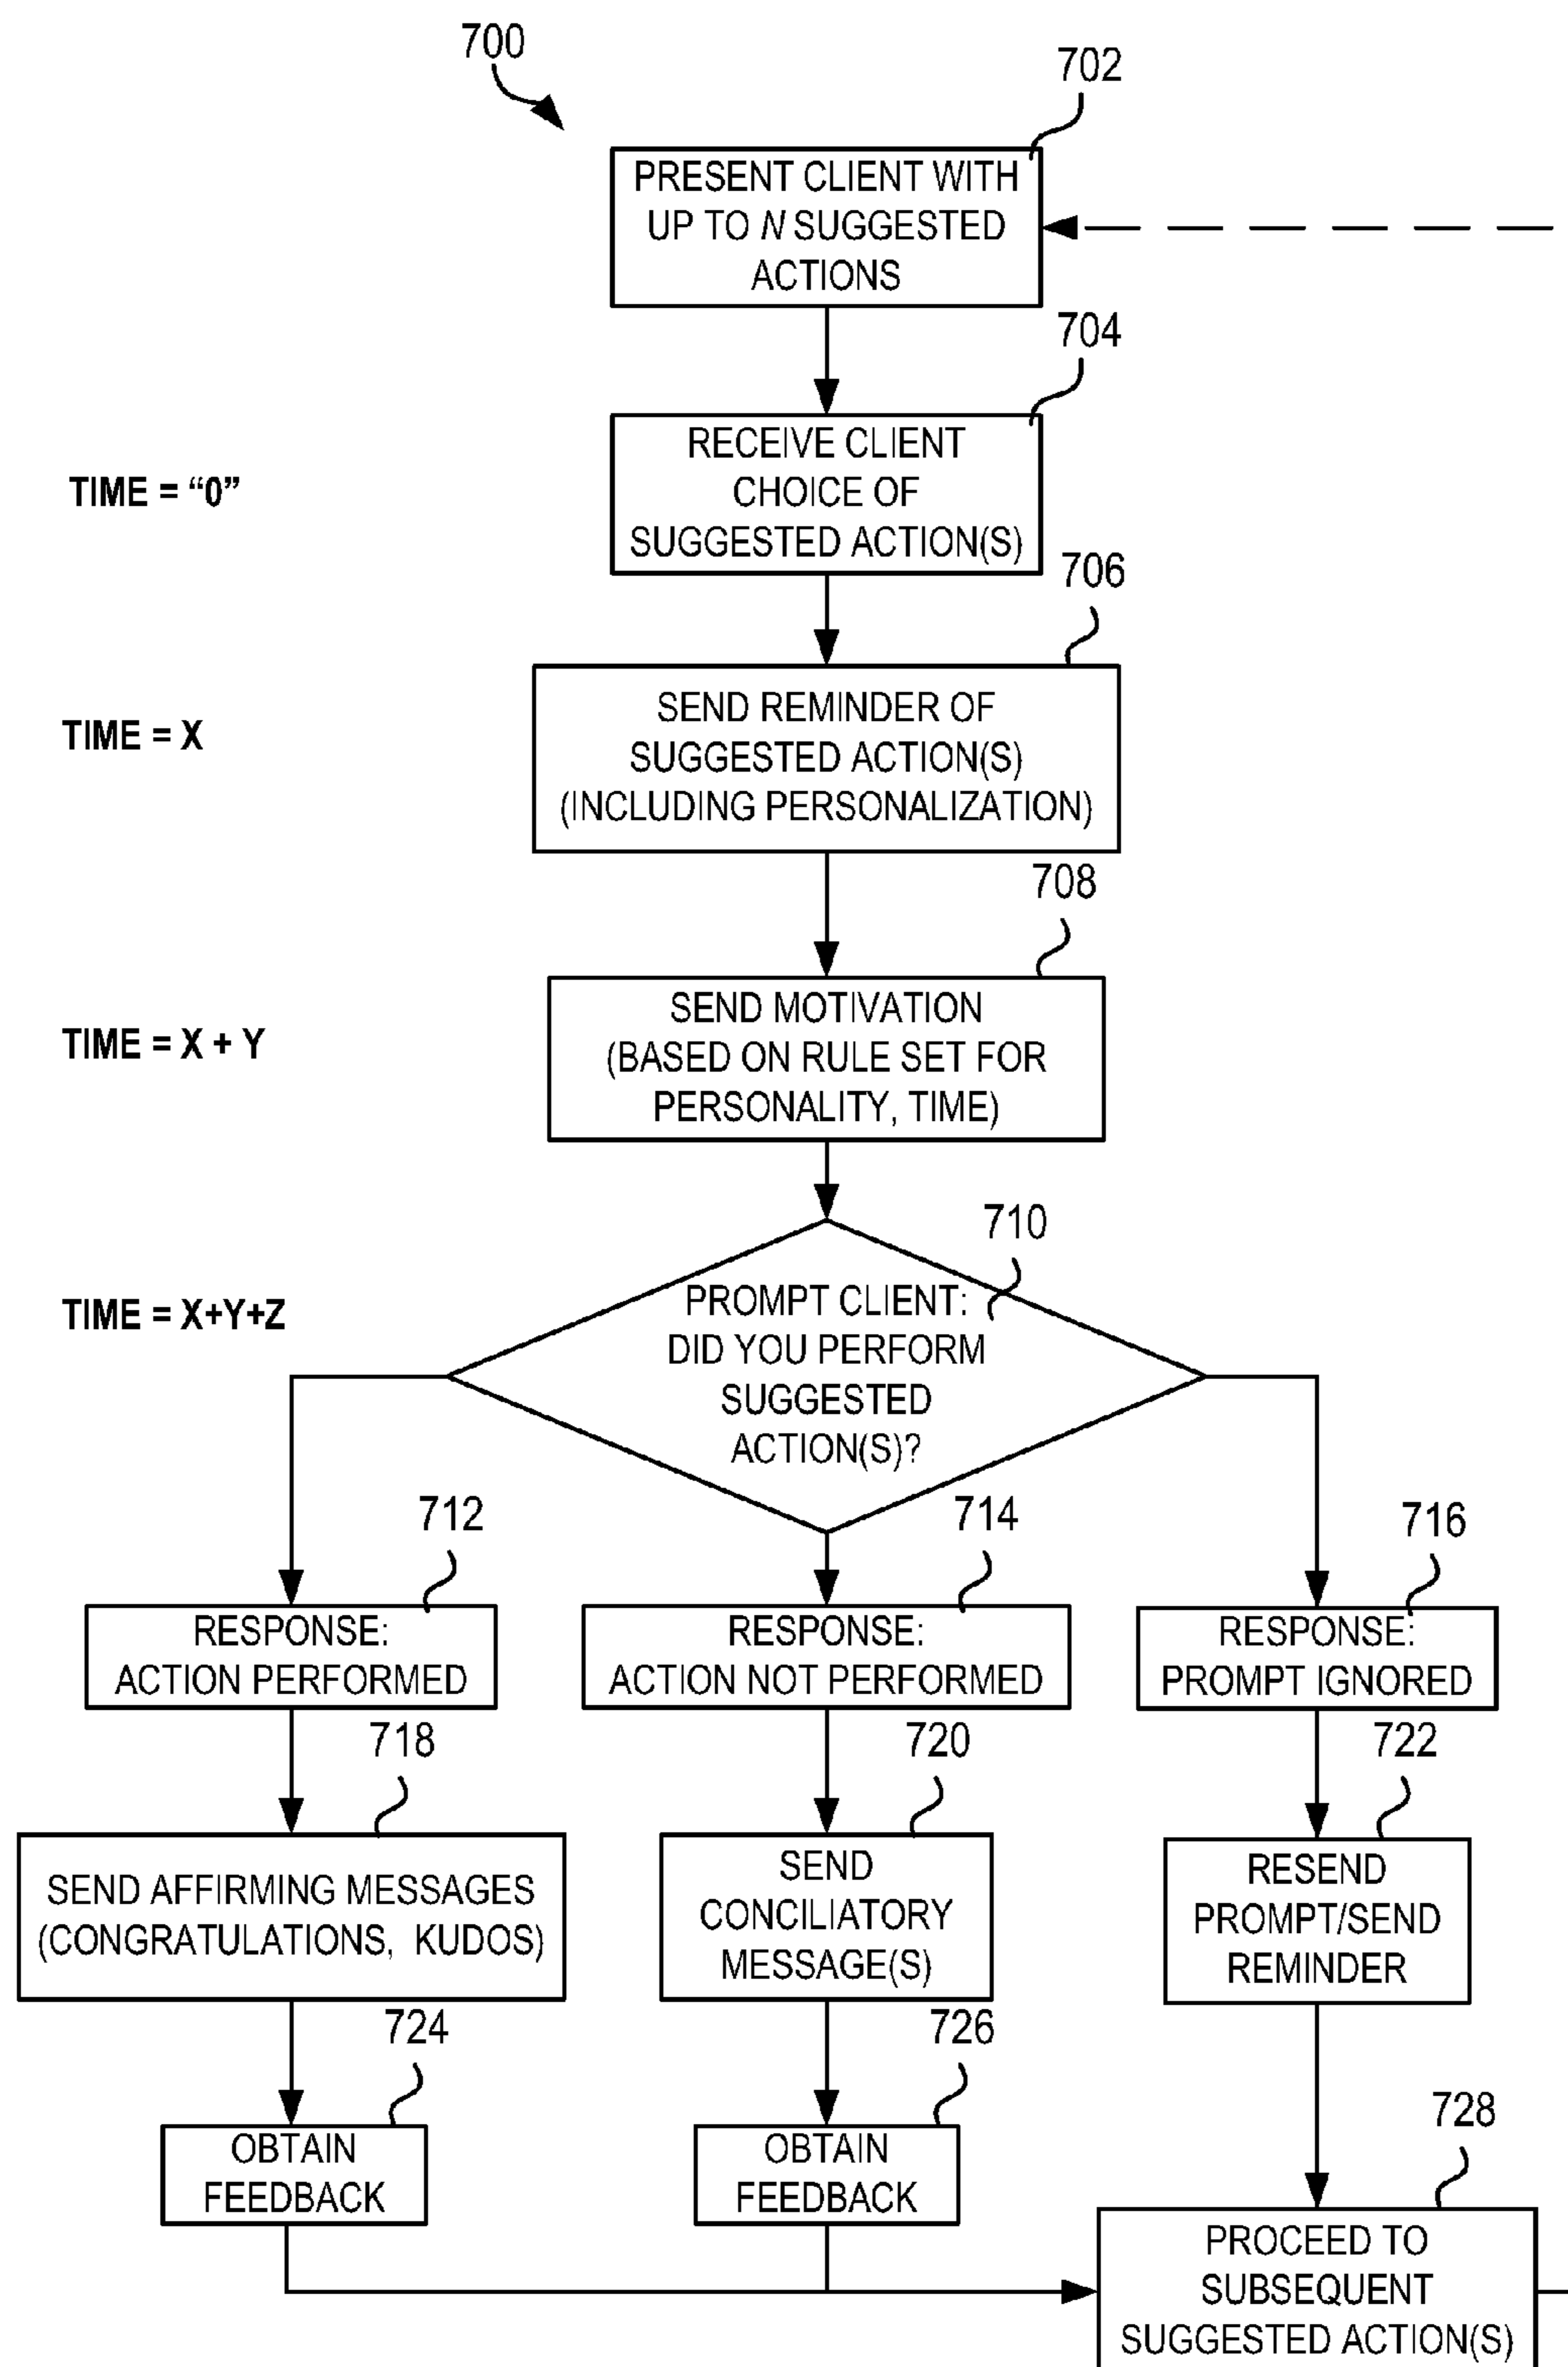 700
702
PRESENT CLIENT WITH
UP TO N SUGGESTED
ACTIONS
704
TIME = “0”
RECEIVE CLIENT
CHOICE OF
SUGGESTED ACTION(S)
706
TIME = X
SEND REMINDER OF
SUGGESTED ACTION(S)
(INCLUDING PERSONALIZATION)
708
TIME = X + Y
SEND MOTIVATION
(BASED ON RULE SET FOR
PERSONALITY, TIME)
710
TIME = X+Y+Z
PROMPT CLIENT:
DID YOU PERFORM
SUGGESTED
ACTION(S)?
712
RESPONSE:
ACTION PERFORMED
714
RESPONSE:
ACTION NOT PERFORMED
716
RESPONSE:
PROMPT IGNORED
718
SEND AFFIRMING MESSAGES
(CONGRATULATIONS, KUDOS)
720
SEND
CONCILIATORY
MESSAGE(S)
722
RESEND
PROMPT/SEND
REMINDER
724
OBTAIN
FEEDBACK
726
OBTAIN
FEEDBACK
728
PROCEED TO
SUBSEQUENT
SUGGESTED ACTION(S)